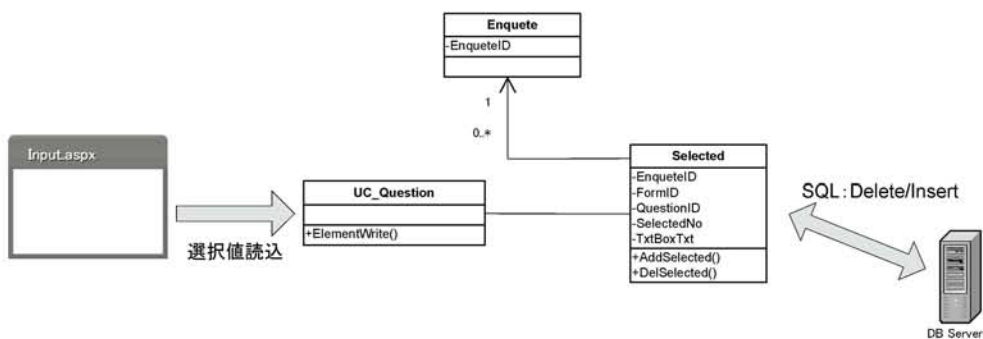 Enquete
-EnqueteID
1
0..*
Input.aspx
Selected
-EnqueteID
-FormID
-QuestionID
-SelectedNo
-TxtBoxTxt
+AddSelected()
+DelSelected()
UC_Question
+ElementWrite()
選択値読込
SQL:Delete/Insert
DB Server